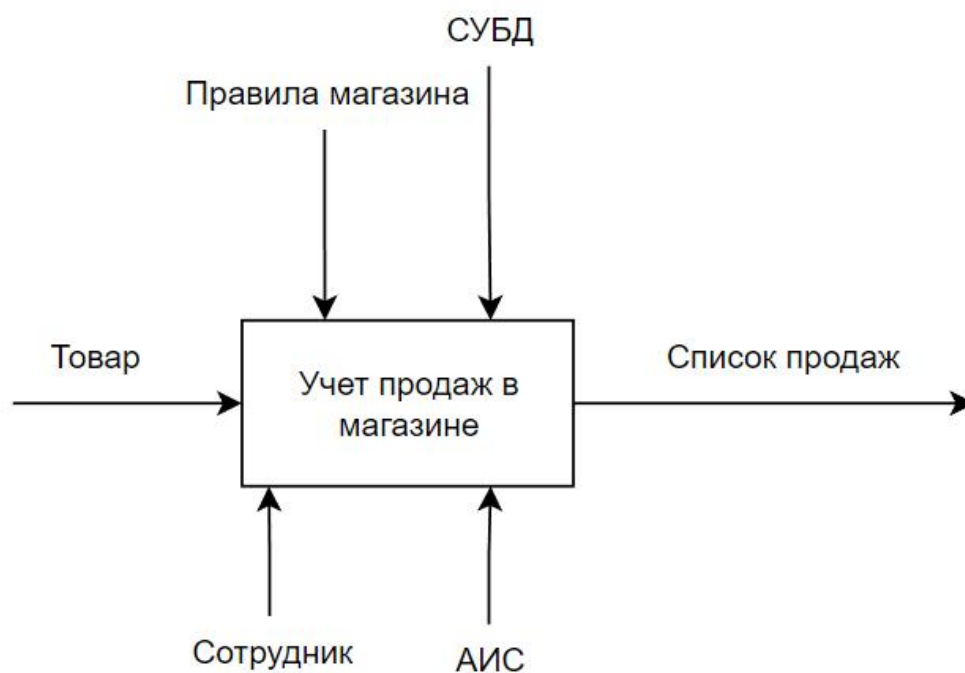 СУБД
Правила магазина
Товар
Учет продаж в
магазине
Список продаж
Сотрудник
АИС